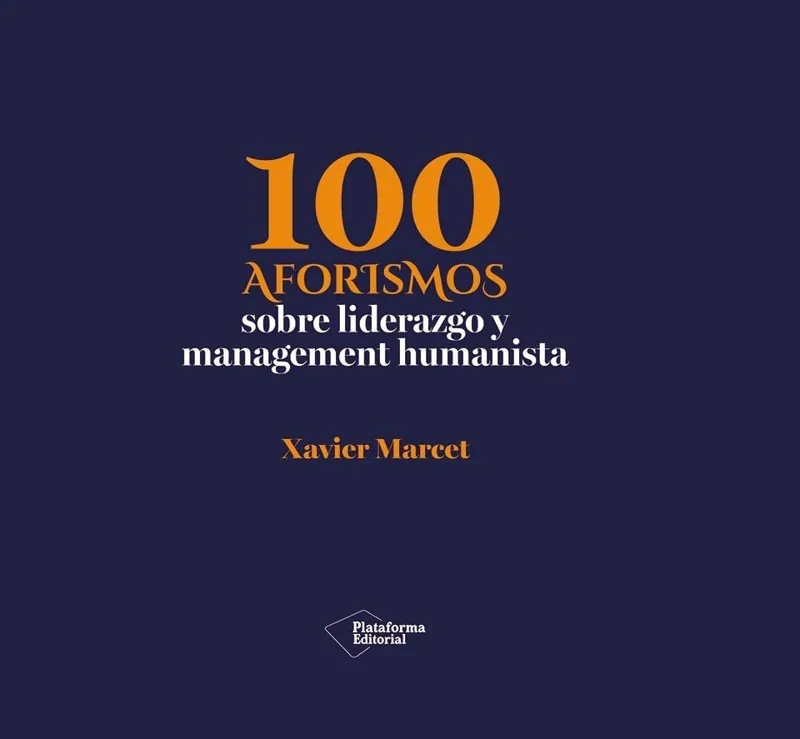 100
AFORISMOS
sobre liderazgo y
management humanista
Xavier Marcet
Plataforma
Editorial